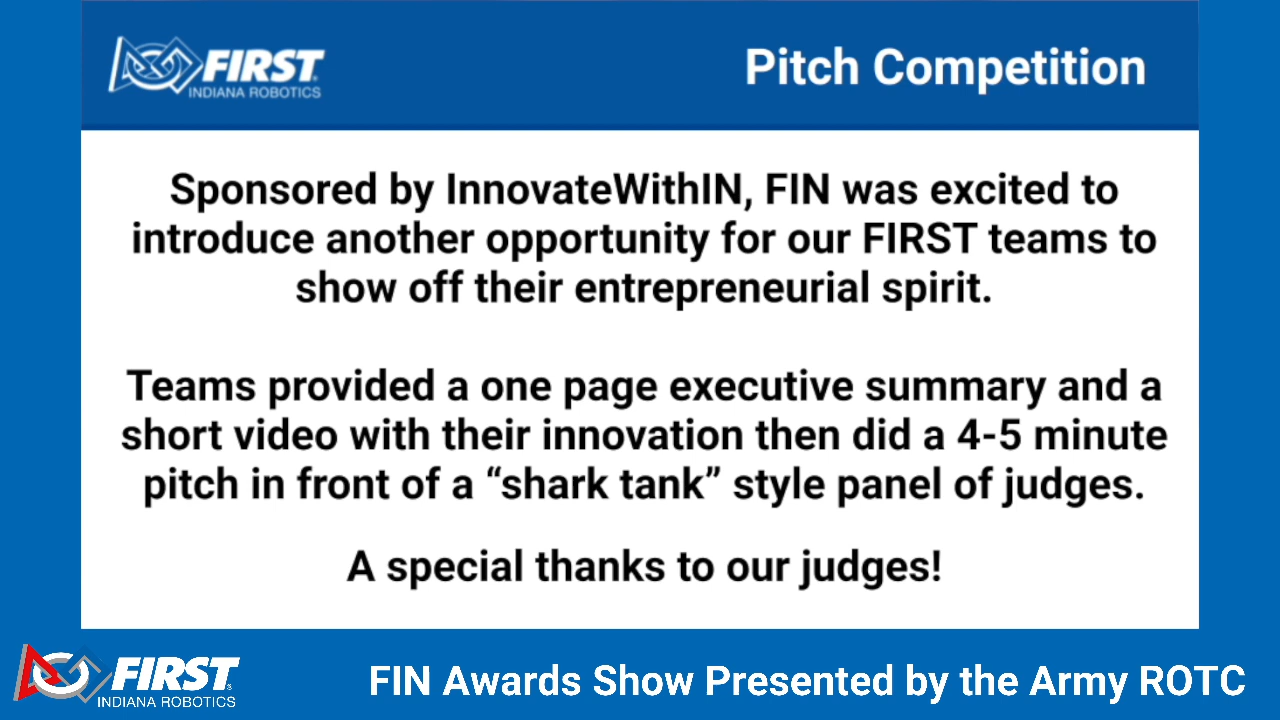 FIRST
INDIANA ROBOTICS
Pitch Competition
Sponsored by InnovateWithIN, FIN was excited to
introduce another opportunity for our FIRST teams to
show off their entrepreneurial spirit.
Teams provided a one page executive summary and a
short video with their innovation then did a 4-5 minute
pitch in front of a “shark tank” style panel of judges.
A special thanks to our judges!
FIRST
INDIANA ROBOTICS
FIN Awards Show Presented by the Army ROTC